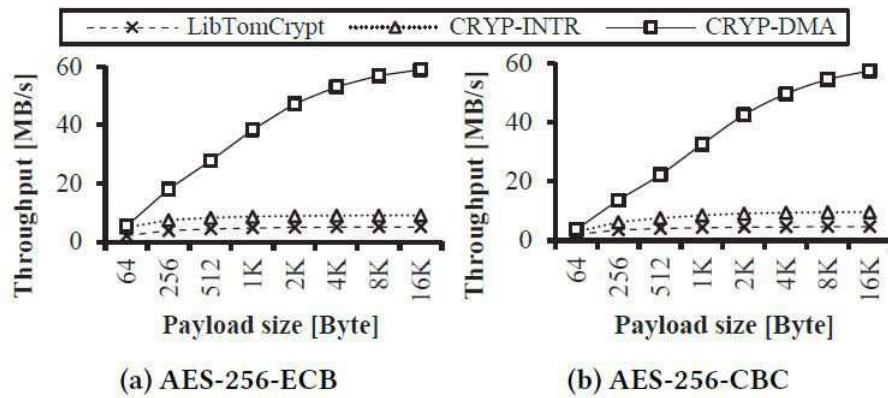 LibTomCrypt CRYP-INTR CRYP-DMA
Throughput [MB/s]
60
40
20
0
64 256 512 1K 2K 4K 8K 16K
Payload size [Byte]
(a) AES-256-ECB
Throughput [MB/s]
60
40
20
0
64 256 512 1K 2K 4K 8K 16K
Payload size [Byte]
(b) AES-256-CBC